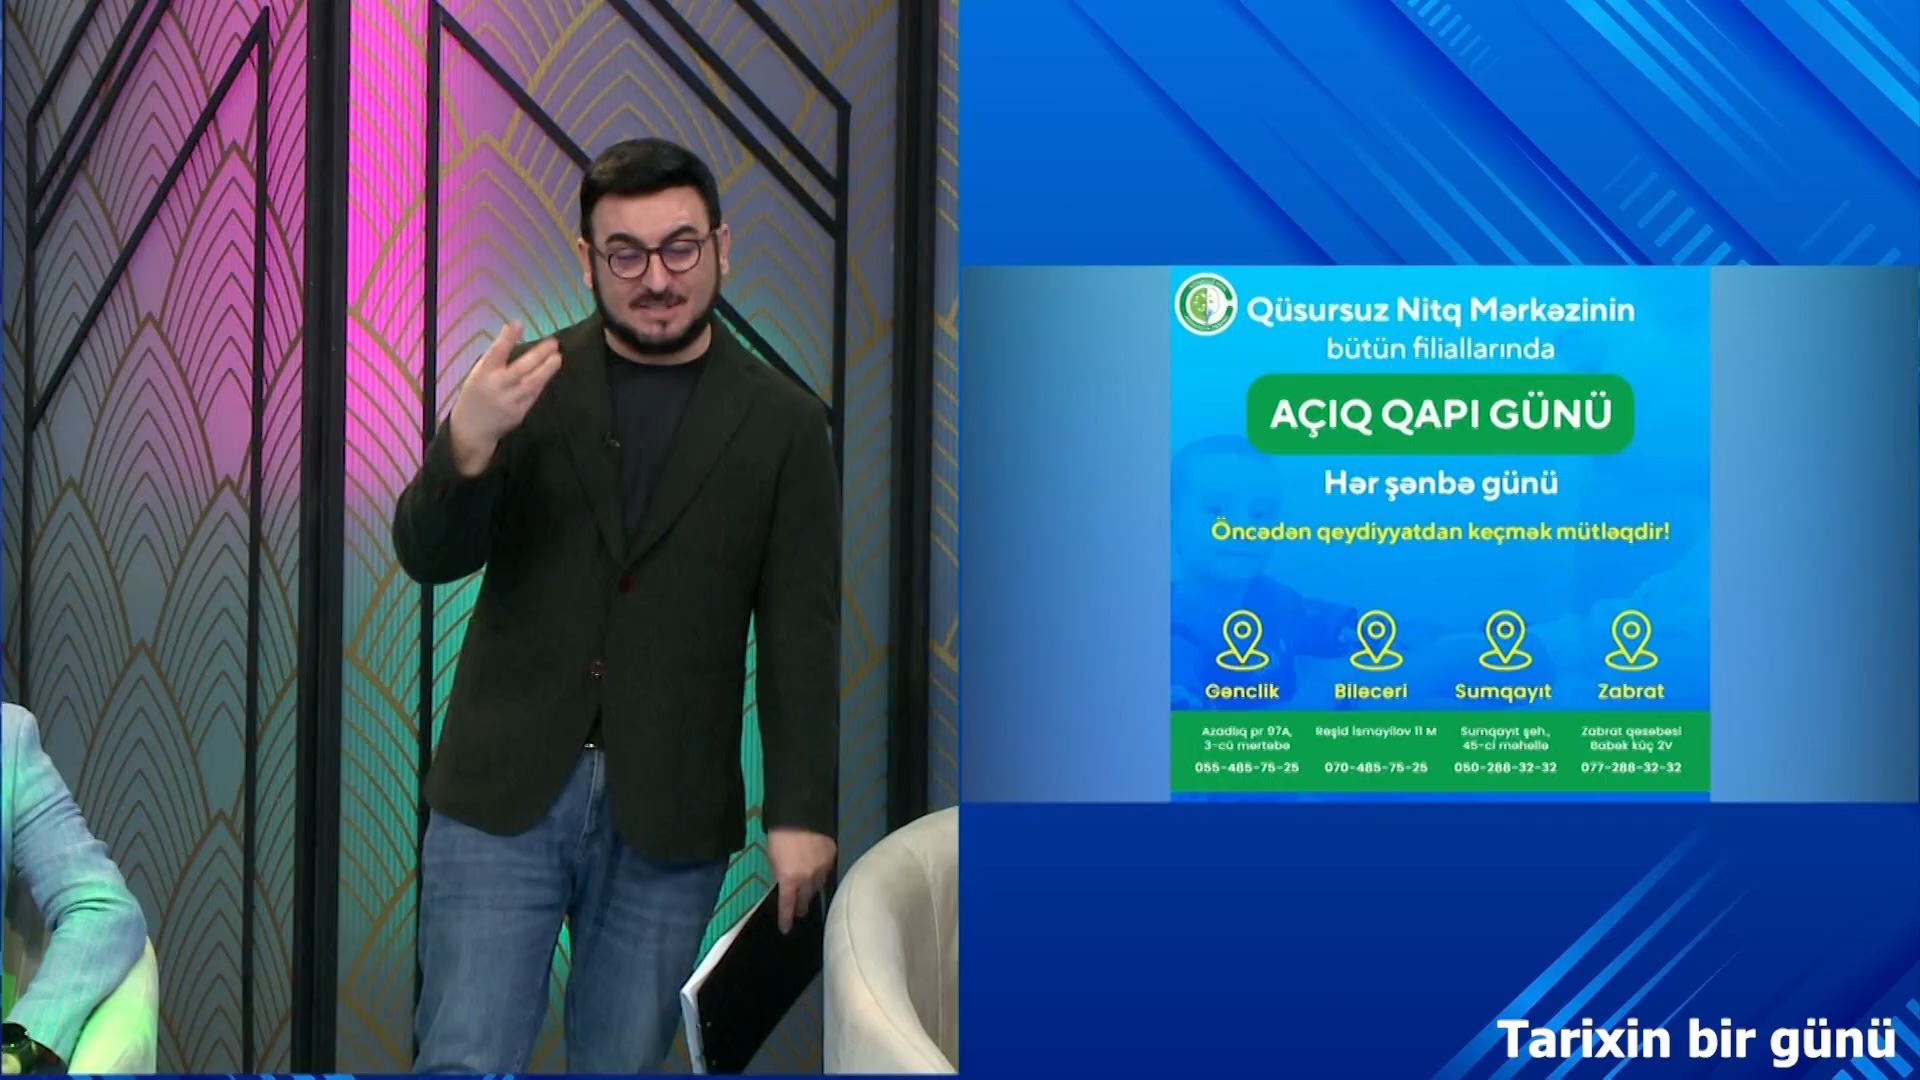 Qüsursuz Nitq Mərkəzinin
bütün filiallarında
AÇIQ QAPI GÜNÜ
Hər şənbə günü
Öncədən qeydiyyatdan keçmək mütləqdir!
Gənclik
Biləcəri
Sumqayıt
Zabrat
Azadlıq pr 97A,
3-cü mərtəbə
055-485-75-25
Rəşid İsmayilov 11 M
070-485-75-25
Sumqayıt şəh.,
45-ci məhəllə
050-288-32-32
Zabrat qəsəbəsi
Babək küç 2V
077-288-32-32
Tarixin bir günü